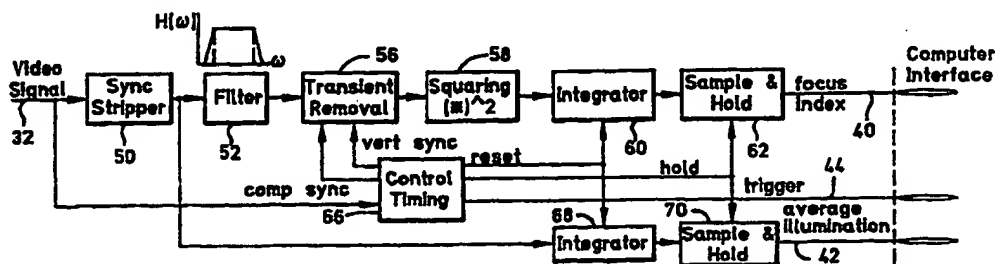 H(ω)
ω
Video
Signal
32
Sync
Stripper
50
Filter
52
56
Transient
Removal
58
Squaring
(※)^2
Integrator
60
Sample &
Hold
62
focus
index
40
Computer
Interface
vert sync
reset
comp sync
Control
Timing
66
hold
trigger
44
68
Integrator
70
Sample &
Hold
average
illumination
42